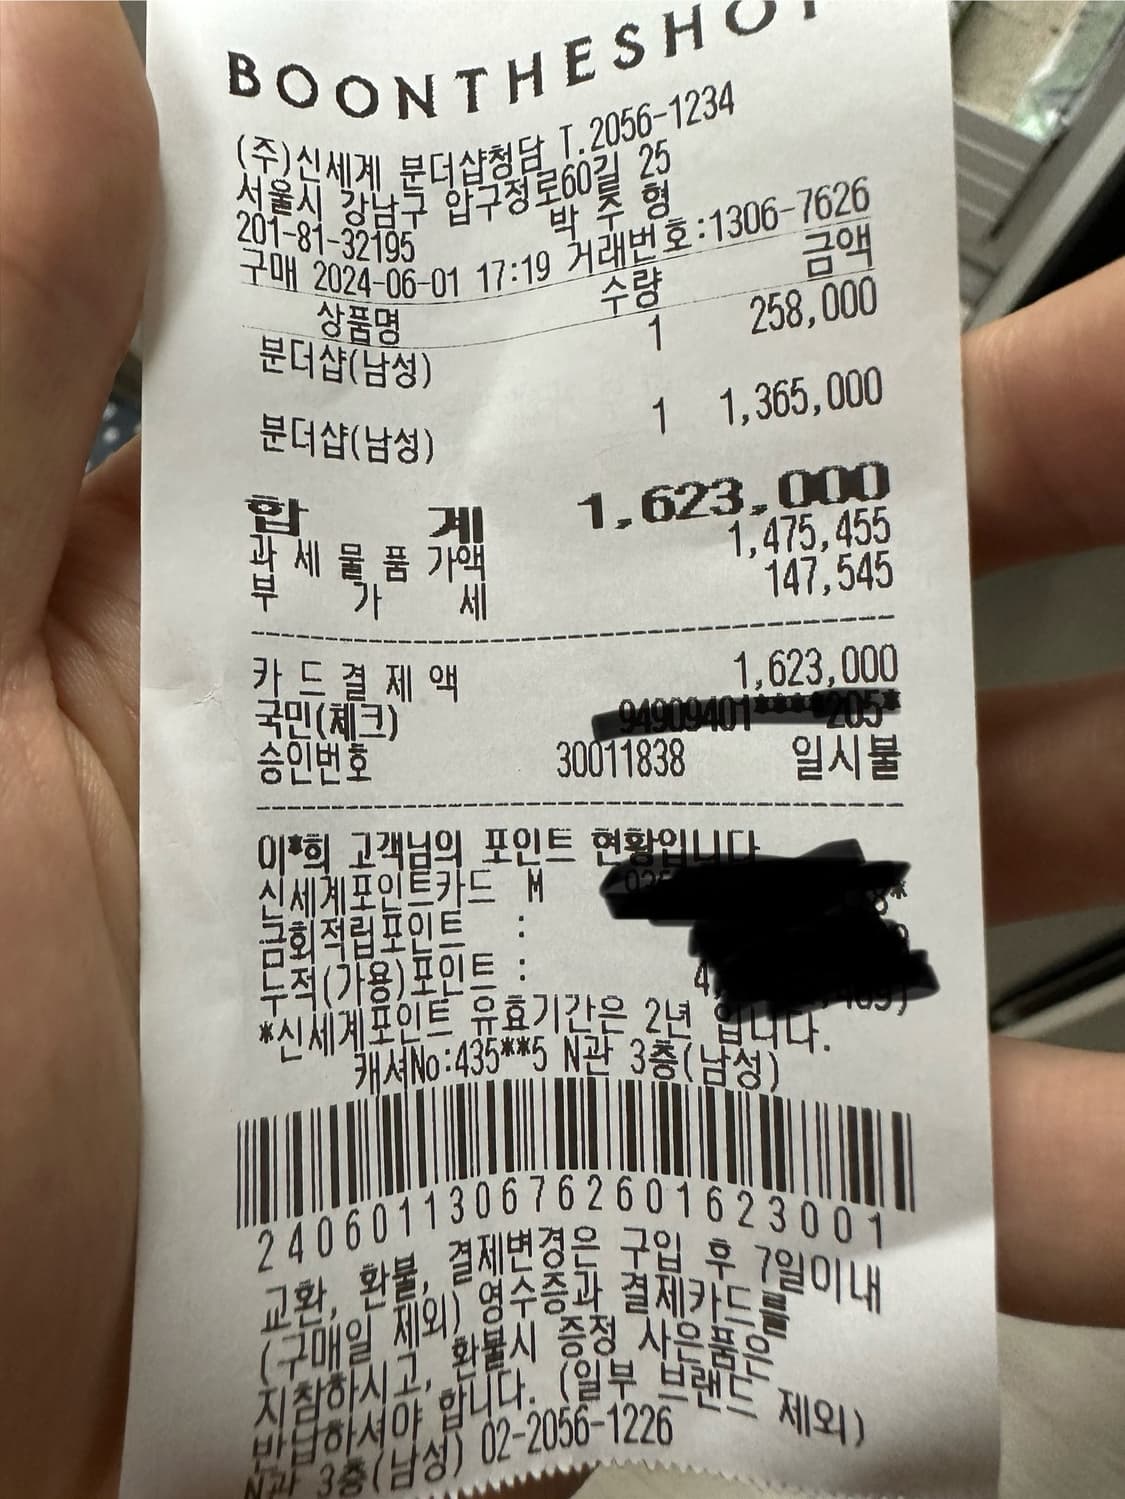 BOONTHESHO
(주)신세계 분더샵청담 T.2056-1234
서울시 강남구 압구정로60길 25
201-81-32195 박 주 형
구매 2024-06-01 17:19 거래번호:1306-7626
상품명 수량 금액
분더샵(남성) 1 258,000
분더샵(남성) 1 1,365,000
합 계 1,623,000
과 세 물 품 가액 1,475,455
부 가 세 147,545
카 드 결 제 액 1,623,000
국민(체크) 94909401****205*
승인번호 30011838 일시불
이*희 고객님의 포인트 현황입니다
신세계포인트카드 M 8*
금회적립포인트 :
누적(가용)포인트 : 4,
*신세계포인트 유효기간은 2년 입니다.
캐셔No:435**5 N관 3층(남성)
2406011306762601623001
교환, 환불, 결제변경은 구입 후 7일이내
(구매일 제외) 영수증과 결제카드를
지참하시고, 환불시 증정 사은품은
반납하셔야 합니다. (일부 브랜드 제외)
N관 3층(남성) 02-2056-1226